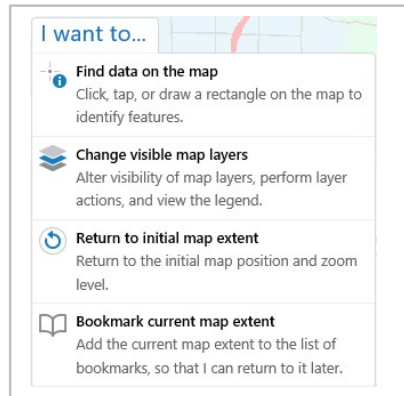 I want to...
Find data on the map
Click, tap, or draw a rectangle on the map to
identify features.
Change visible map layers
Alter visibility of map layers, perform layer
actions, and view the legend.
Return to initial map extent
Return to the initial map position and zoom
level.
Bookmark current map extent
Add the current map extent to the list of
bookmarks, so that I can return to it later.